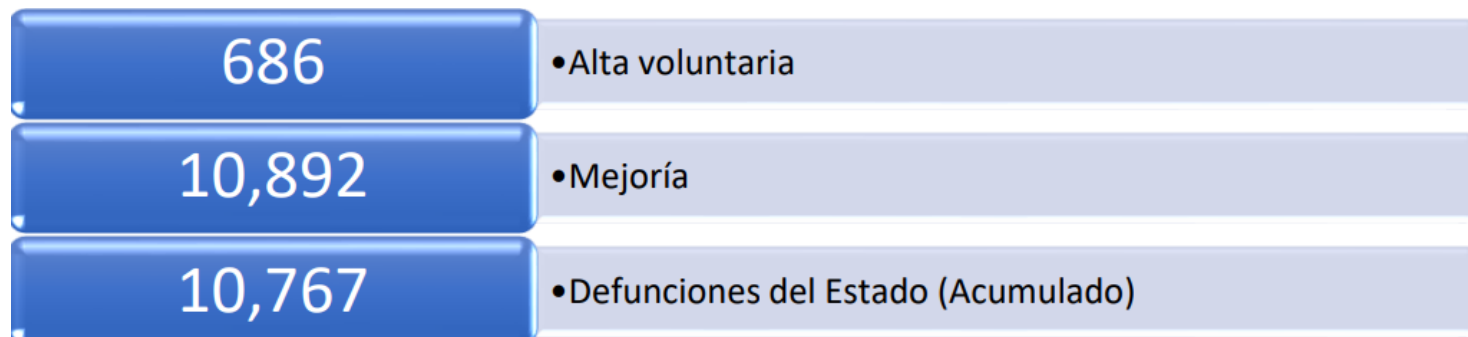 686
•Alta voluntaria
10,892
•Mejoría
10,767
•Defunciones del Estado (Acumulado)